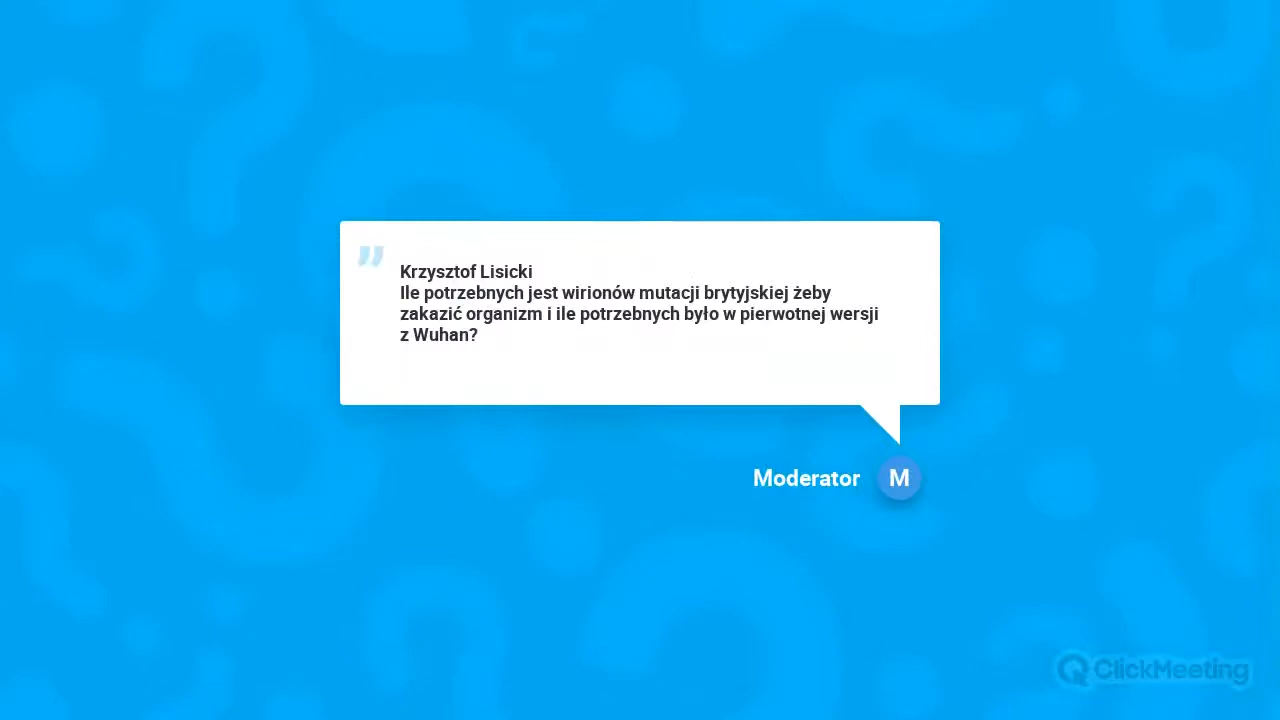 Krzysztof Lisicki
Ile potrzebnych jest wirionów mutacji brytyjskiej żeby
zakazić organizm i ile potrzebnych było w pierwotnej wersji
z Wuhan?
Moderator M
ClickMeeting